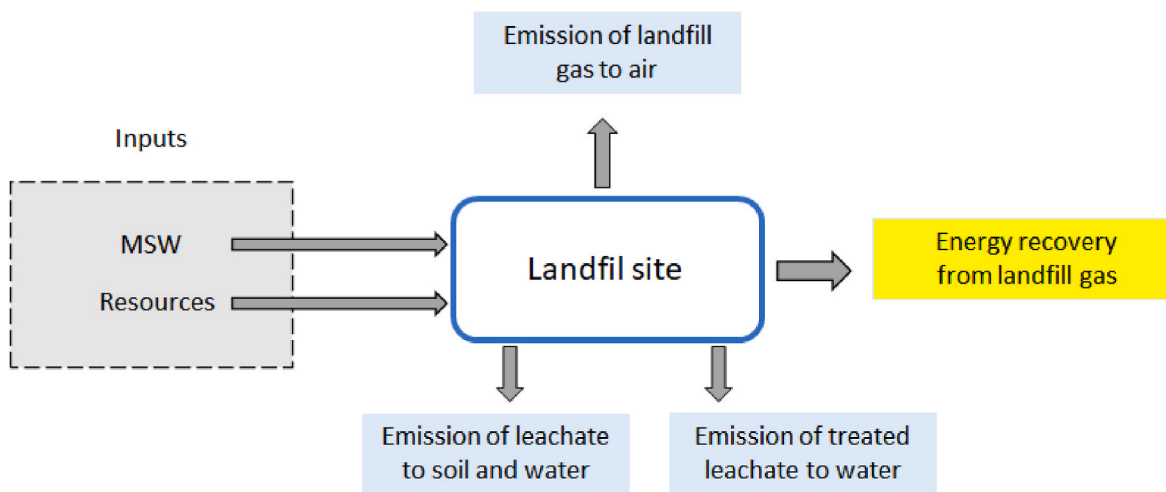 Emission of landfill
gas to air
Inputs
MSW
Resources
Landfil site
Energy recovery
from landfill gas
Emission of leachate
to soil and water
Emission of treated
leachate to water